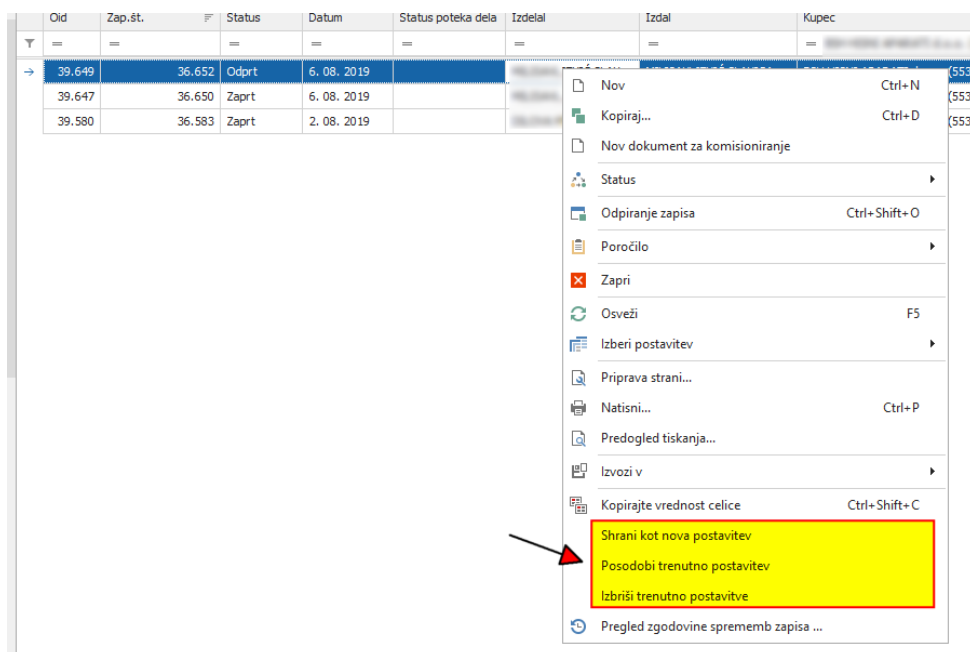 Oid Zap.št. Status Datum Status poteka dela Izdelal Izdal Kupec
= = = = = = = =
39.649 36.652 Odprt 6. 08. 2019 (553
39.647 36.650 Zaprt 6. 08. 2019 (553
39.580 36.583 Zaprt 2. 08. 2019 (553
Nov Ctrl+N
Kopiraj... Ctrl+D
Nov dokument za komisioniranje
Status
Odpiranje zapisa Ctrl+Shift+O
Poročilo
Zapri
Osveži F5
Izberi postavitev
Priprava strani...
Natisni... Ctrl+P
Predogled tiskanja...
Izvozi v
Kopirajte vrednost celice Ctrl+Shift+C
Shrani kot nova postavitev
Posodobi trenutno postavitev
Izbriši trenutno postavitve
Pregled zgodovine sprememb zapisa ...